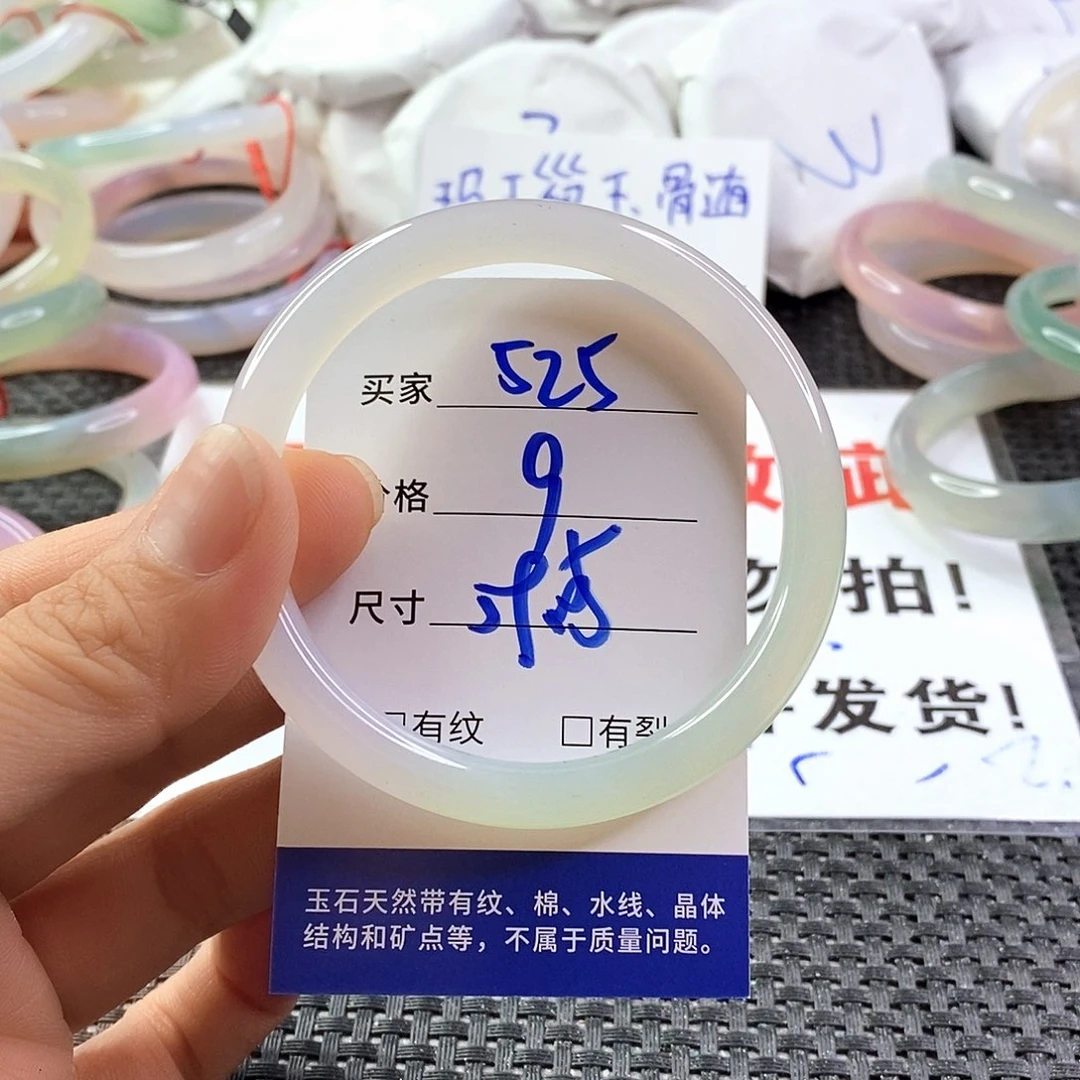 玉骨
买家 525
格 9
尺寸
有纹 □有裂
拍!
发货!
玉石天然带有纹、棉、水线、晶体
结构和矿点等，不属于质量问题。